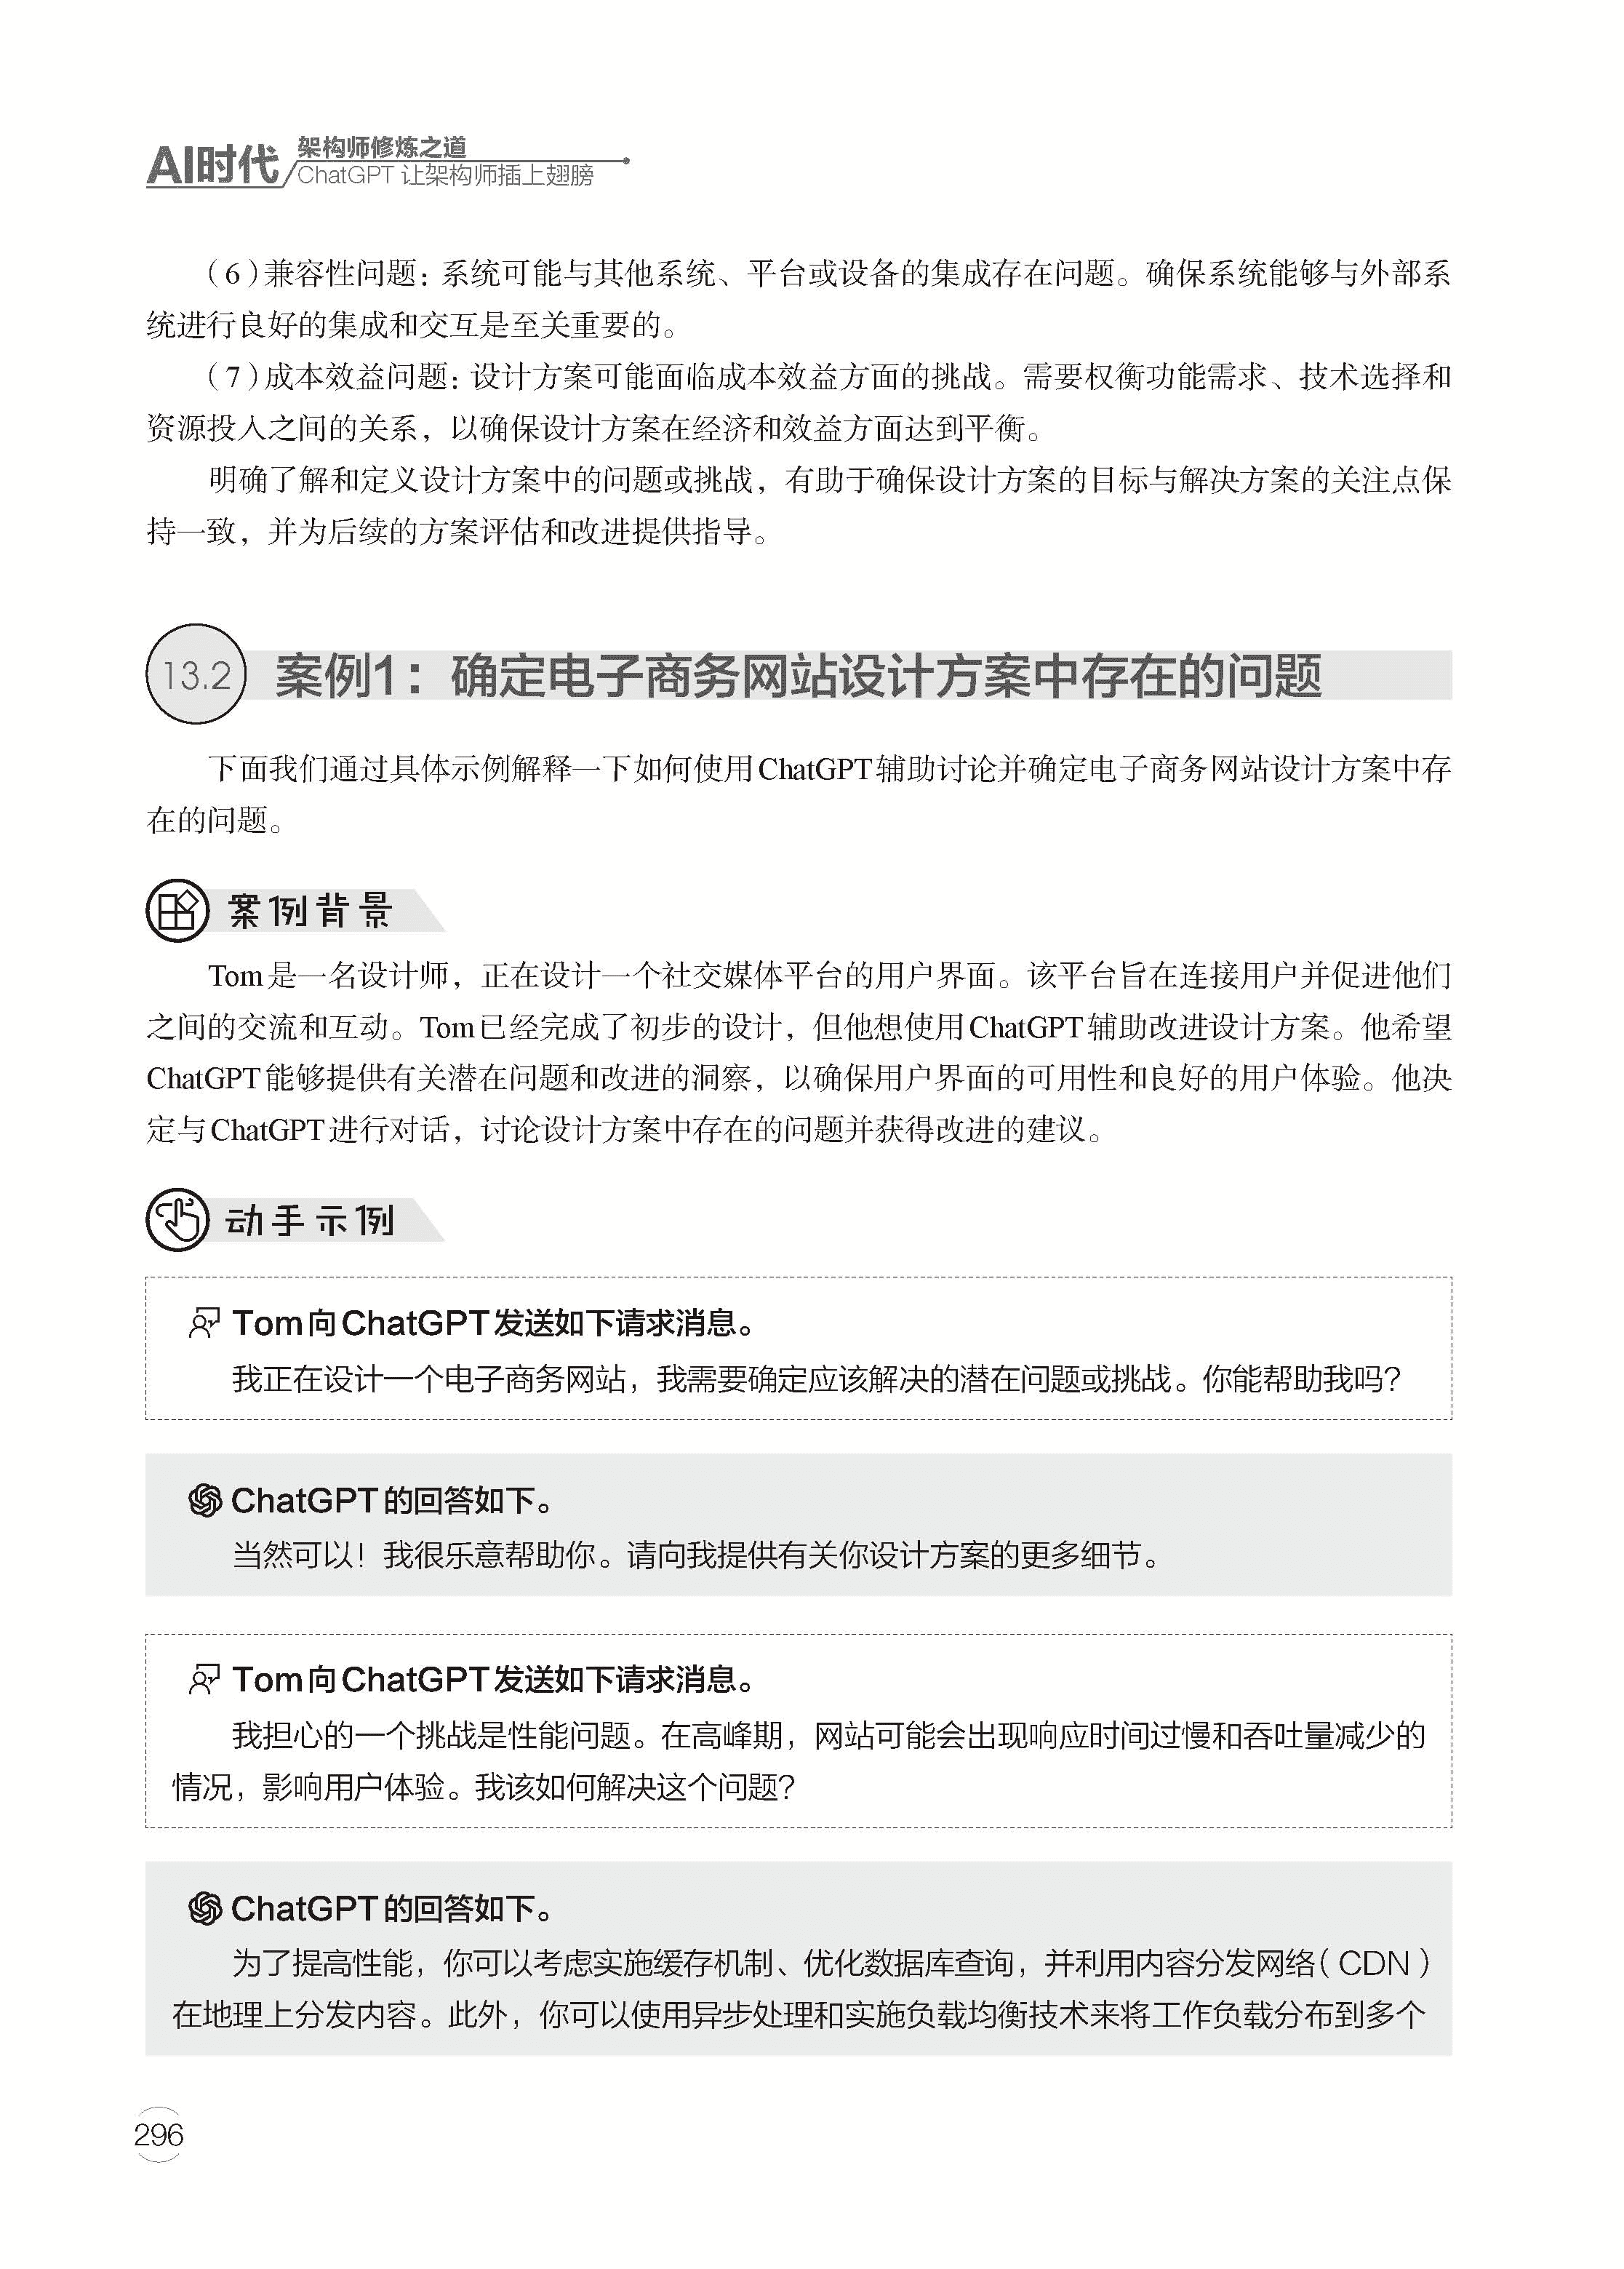 AI时代
架构师修炼之道
ChatGPT 让架构师插上翅膀
（6）兼容性问题：系统可能与其他系统、平台或设备的集成存在问题。确保系统能够与外部系
统进行良好的集成和交互是至关重要的。
（7）成本效益问题：设计方案可能面临成本效益方面的挑战。需要权衡功能需求、技术选择和
资源投入之间的关系，以确保设计方案在经济和效益方面达到平衡。
明确了解和定义设计方案中的问题或挑战，有助于确保设计方案的目标与解决方案的关注点保
持一致，并为后续的方案评估和改进提供指导。
13.2 案例1：确定电子商务网站设计方案中存在的问题
下面我们通过具体示例解释一下如何使用ChatGPT辅助讨论并确定电子商务网站设计方案中存
在的问题。
案例背景
Tom是一名设计师，正在设计一个社交媒体平台的用户界面。该平台旨在连接用户并促进他们
之间的交流和互动。Tom已经完成了初步的设计，但他想使用ChatGPT辅助改进设计方案。他希望
ChatGPT能够提供有关潜在问题和改进的洞察，以确保用户界面的可用性和良好的用户体验。他决
定与ChatGPT进行对话，讨论设计方案中存在的问题并获得改进的建议。
动手示例
Tom向ChatGPT发送如下请求消息。
我正在设计一个电子商务网站，我需要确定应该解决的潜在问题或挑战。你能帮助我吗？
ChatGPT的回答如下。
当然可以！我很乐意帮助你。请向我提供有关你设计方案的更多细节。
Tom向ChatGPT发送如下请求消息。
我担心的一个挑战是性能问题。在高峰期，网站可能会出现响应时间过慢和吞吐量减少的
情况，影响用户体验。我该如何解决这个问题？
ChatGPT的回答如下。
为了提高性能，你可以考虑实施缓存机制、优化数据库查询，并利用内容分发网络（CDN）
在地理上分发内容。此外，你可以使用异步处理和实施负载均衡技术来将工作负载分布到多个
296